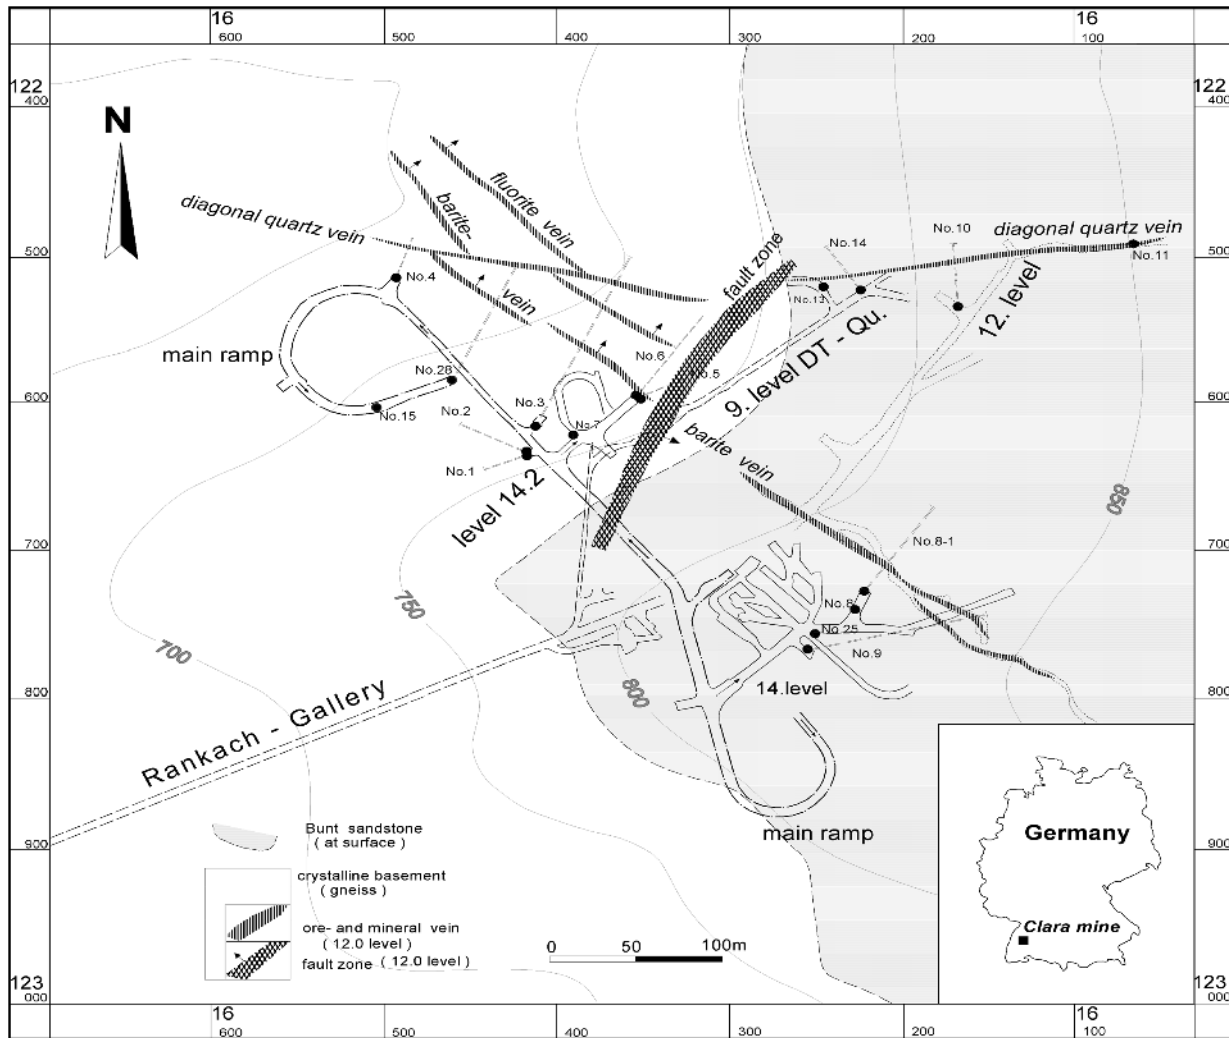 16
16
600
500
400
300
200
100
122
400
122
400
N
fluorite vein
barite-
vein
diagonal quartz vein
diagonal quartz vein
fault zone
No.14
No.10
No.11
500
500
No.4
No.13
12. level
main ramp
9. level DT - Qu.
No.6
No.5
No.28
No.15
No.2
No.3
No.7
600
600
barite vein
No.1
level 14.2
850
700
700
No.8-1
750
No.8
No.25
No.9
700
800
14.level
800
800
Rankach - Gallery
main ramp
Bunt sandstone
( at surface )
900
900
crystalline basement
( gneiss )
ore- and mineral vein
( 12.0 level )
fault zone ( 12.0 level )
0 50 100m
Germany
Clara mine
123
000
123
000
16
16
600
500
400
300
200
100